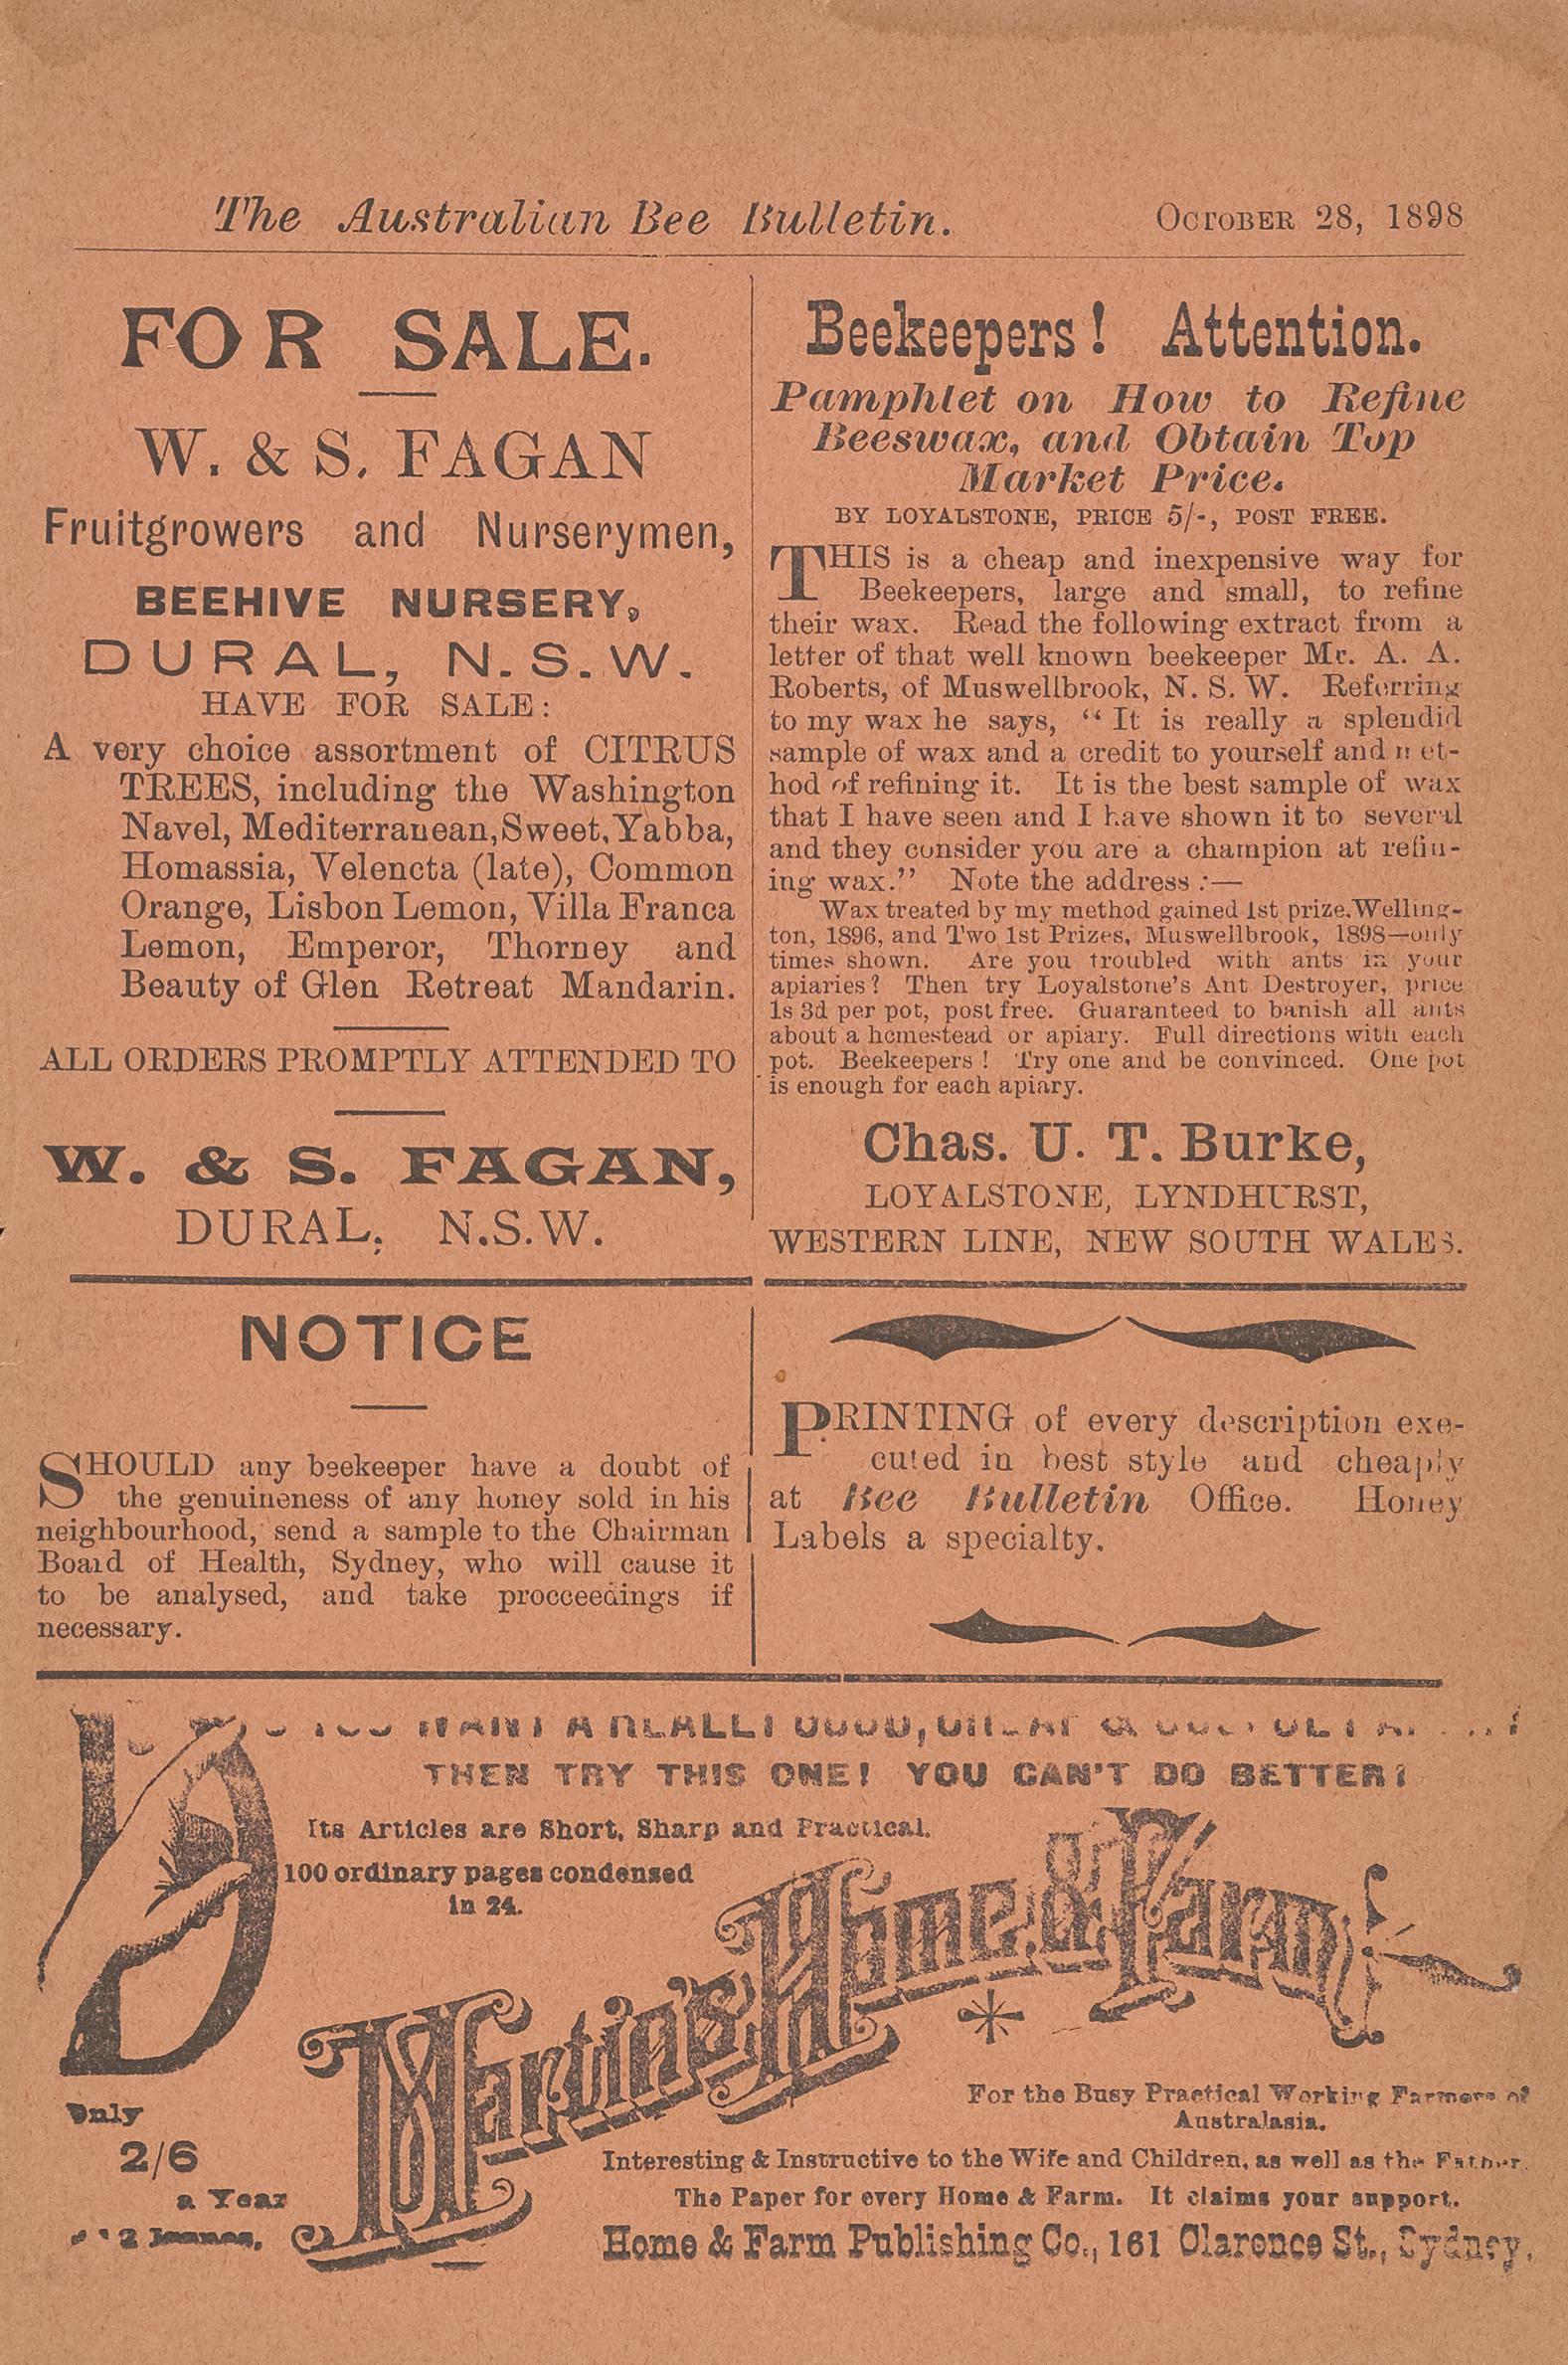 The Australian Bee Bulletin. OCTOBER 28, 1898
FOR SALE.
W. & S. FAGAN
Fruitgrowers and Nurserymen,
BEEHIVE NURSERY,
DURAL, N.S.W.
HAVE FOR SALE:
A very choice assortment of CITRUS
TREES, including the Washington
Navel, Mediterranean, Sweet, Yabba,
Homassia, Velencta (late), Common
Orange, Lisbon Lemon, Villa Franca
Lemon, Emperor, Thorney and
Beauty of Glen Retreat Mandarin.
ALL ORDERS PROMPTLY ATTENDED TO
W. & S. FAGAN,
DURAL, N.S.W.
Beekeepers! Attention.
Pamphlet on How to Refine
Beeswax, and Obtain Top
Market Price.
BY LOYALSTONE, PRICE 5/-, POST FREE.
THIS is a cheap and inexpensive way for
Beekeepers, large and small, to refine
their wax. Read the following extract from a
letter of that well known beekeeper Mr. A. A.
Roberts, of Muswellbrook, N. S. W. Referring
to my wax he says, "It is really a splendid
sample of wax and a credit to yourself and met-
hod of refining it. It is the best sample of wax
that I have seen and I have shown it to several
and they consider you are a champion at refin-
ing wax." Note the address :—
Wax treated by my method gained 1st prize, Welling-
ton, 1896, and Two 1st Prizes, Muswellbrook, 1898—only
times shown. Are you troubled with ants in your
apiaries? Then try Loyalstone's Ant Destroyer, price
1s 3d per pot, post free. Guaranteed to banish all ants
about a homestead or apiary. Full directions with each
pot. Beekeepers! Try one and be convinced. One pot
is enough for each apiary.
Chas. U. T. Burke,
LOYALSTONE, LYNDHURST,
WESTERN LINE, NEW SOUTH WALES.
NOTICE
SHOULD any beekeeper have a doubt of
the genuineness of any honey sold in his
neighbourhood, send a sample to the Chairman
Board of Health, Sydney, who will cause it
to be analysed, and take procceedings if
necessary.
PRINTING of every description exe-
cuted in best style and cheaply
at Bee Bulletin Office. Honey
Labels a specialty.
DO YOU WANT A REALLY GOOD, CHEAP &
THEN TRY THIS ONE! YOU CAN'T DO BETTER!
Its Articles are Short, Sharp and Practical.
100 ordinary pages condensed
in 24.
Martin's Home & Farm
For the Busy Practical Working Farmers of
Australasia.
Only
2/6
a Year
12 Issues.
Interesting & Instructive to the Wife and Children, as well as the Father.
The Paper for every Home & Farm. It claims your support.
Home & Farm Publishing Co., 161 Clarence St., Sydney.